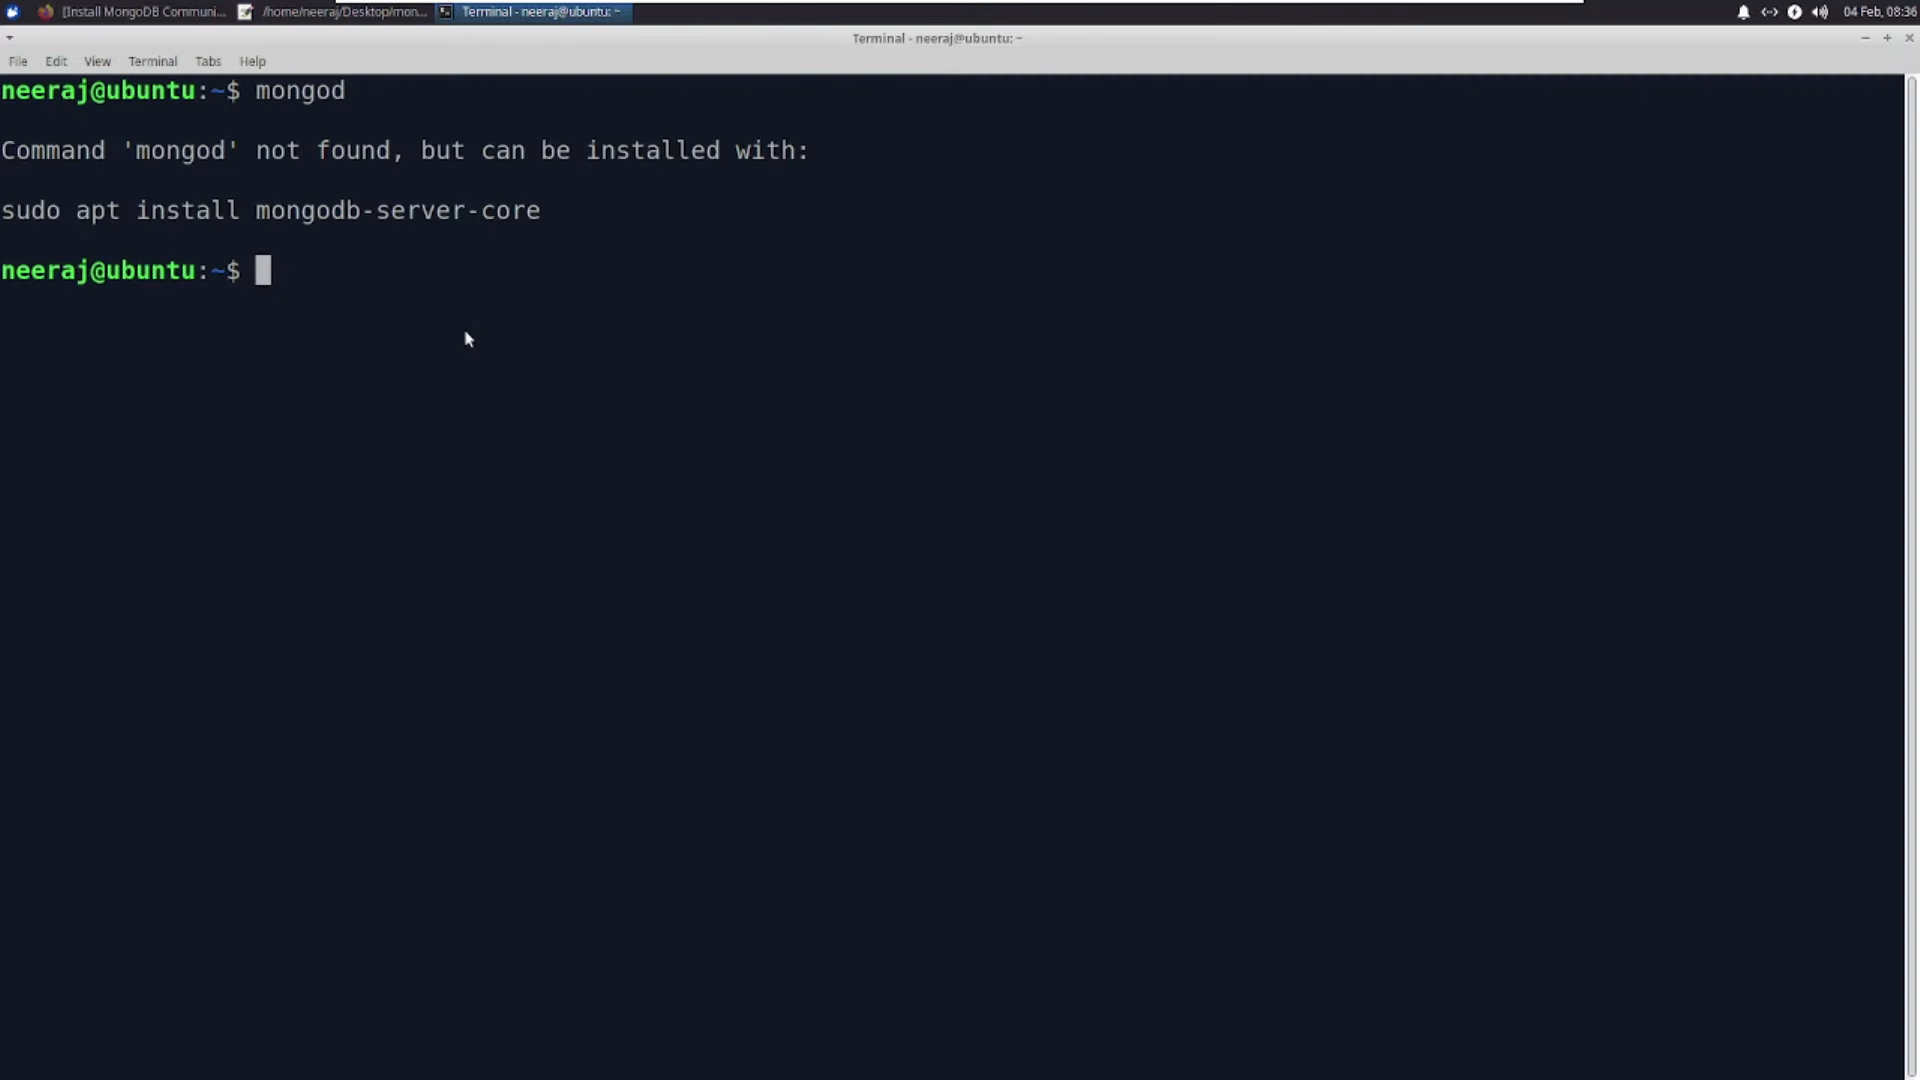 [Install MongoDB Communi... /home/neeraj/Desktop/mon... Terminal - neeraj@ubuntu: ~ 04 Feb, 08:36
Terminal - neeraj@ubuntu: ~
File Edit View Terminal Tabs Help
neeraj@ubuntu:~$ mongod
Command 'mongod' not found, but can be installed with:
sudo apt install mongodb-server-core
neeraj@ubuntu:~$